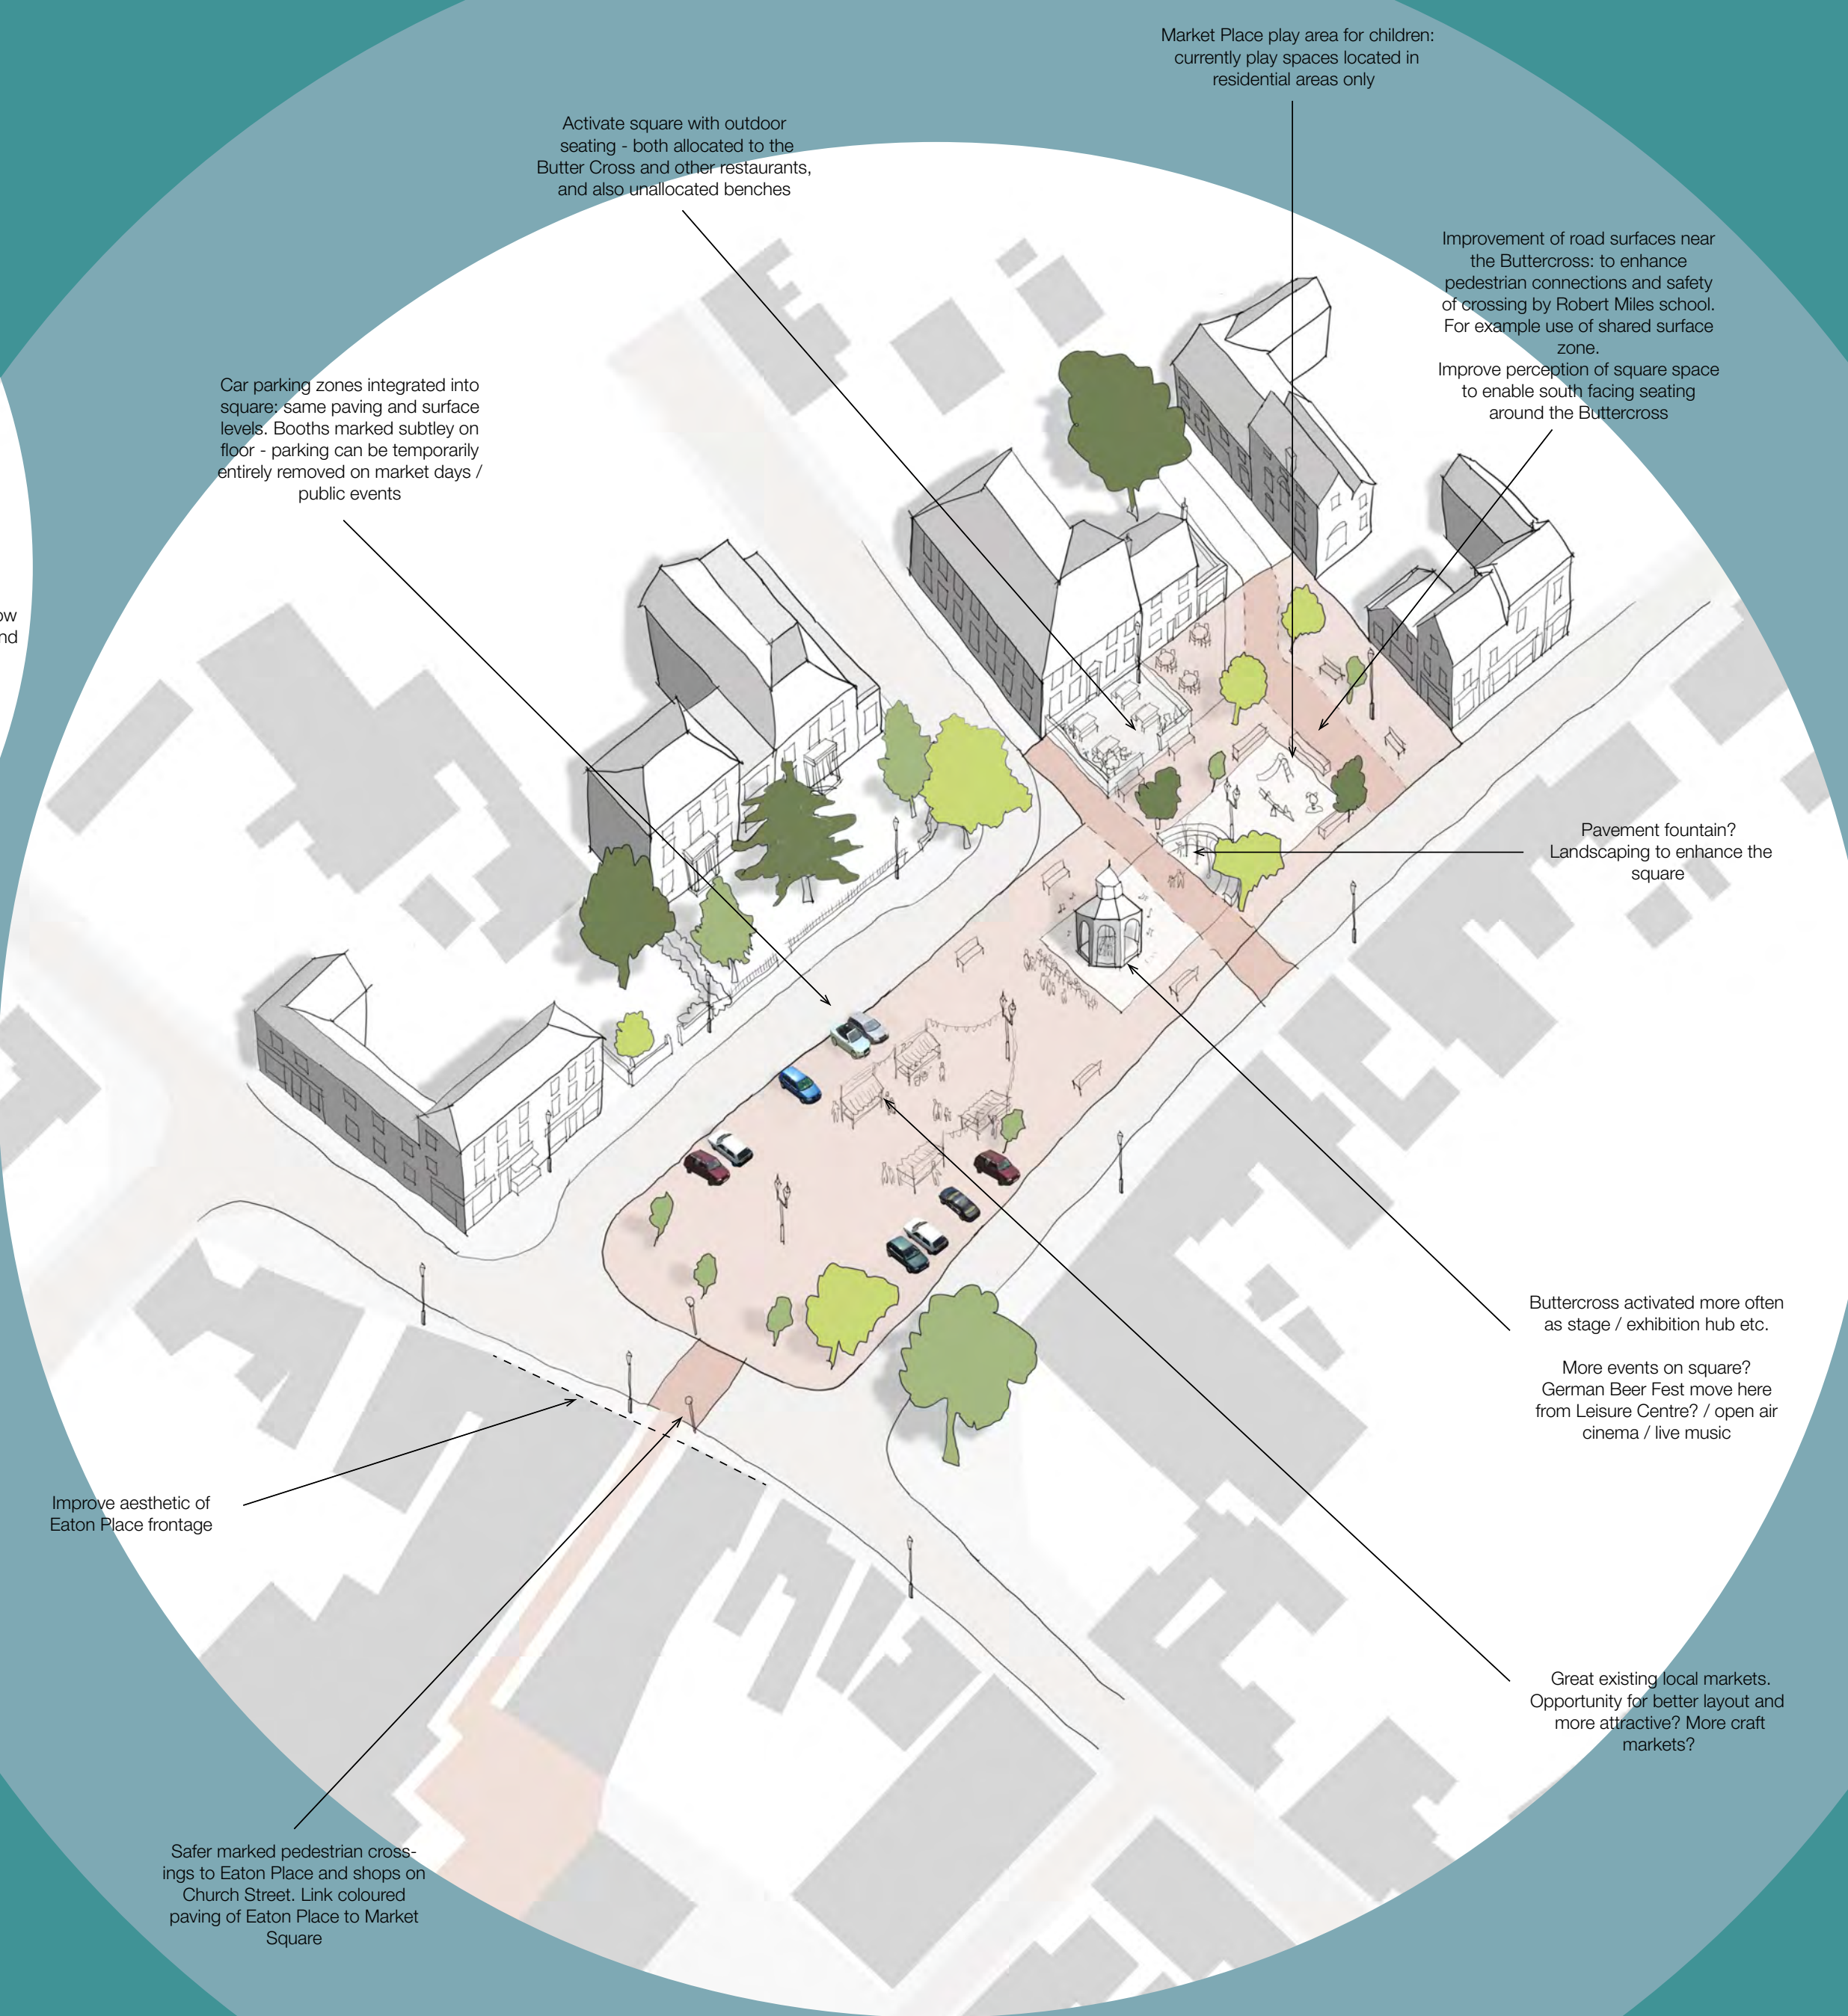 Market Place play area for children:
currently play spaces located in
residential areas only
Activate square with outdoor
seating - both allocated to the
Butter Cross and other restaurants,
and also unallocated benches
Improvement of road surfaces near
the Buttercross: to enhance
pedestrian connections and safety
of crossing by Robert Miles school.
For example use of shared surface
zone.
Improve perception of square space
to enable south facing seating
around the Buttercross
Car parking zones integrated into
square: same paving and surface
levels. Booths marked subtley on
floor - parking can be temporarily
entirely removed on market days /
public events
Pavement fountain?
Landscaping to enhance the
square
Buttercross activated more often
as stage / exhibition hub etc.
More events on square?
German Beer Fest move here
from Leisure Centre? / open air
cinema / live music
Improve aesthetic of
Eaton Place frontage
Great existing local markets.
Opportunity for better layout and
more attractive? More craft
markets?
Safer marked pedestrian cross-
ings to Eaton Place and shops on
Church Street. Link coloured
paving of Eaton Place to Market
Square